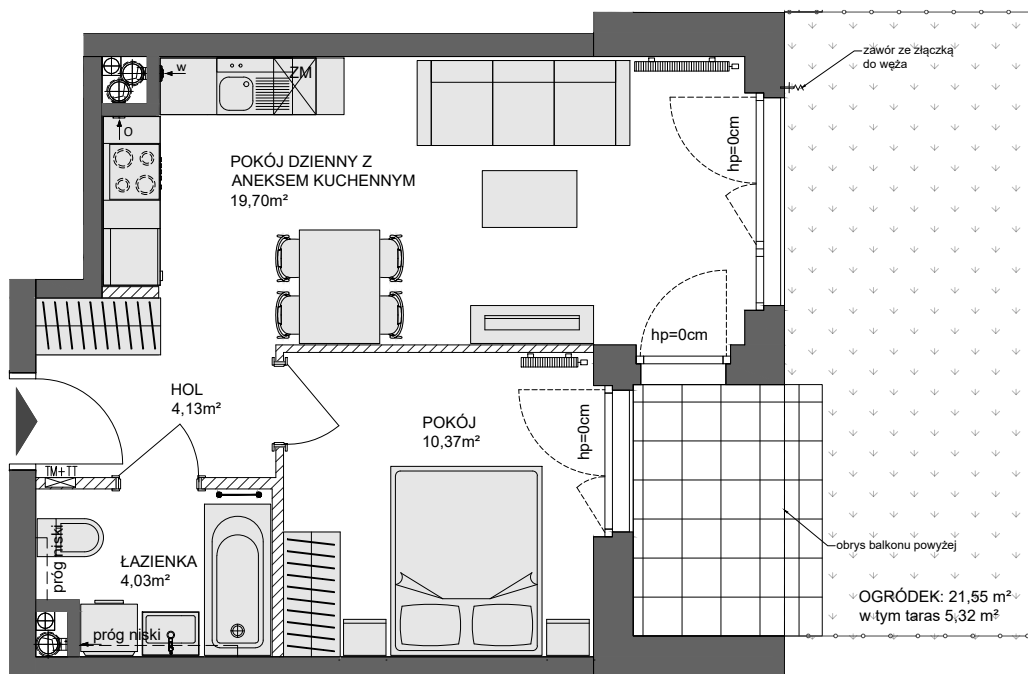 zawór ze złączką
do węża
w
ZM
O
hp=0cm
POKÓJ DZIENNY Z
ANEKSEM KUCHENNYM
19,70m²
hp=0cm
HOL
4,13m²
POKÓJ
10,37m²
hp=0cm
TM+TT
próg niski
ŁAZIENKA
4,03m²
próg niski
obrys balkonu powyżej
OGRÓDEK: 21,55 m²
w tym taras 5,32 m²